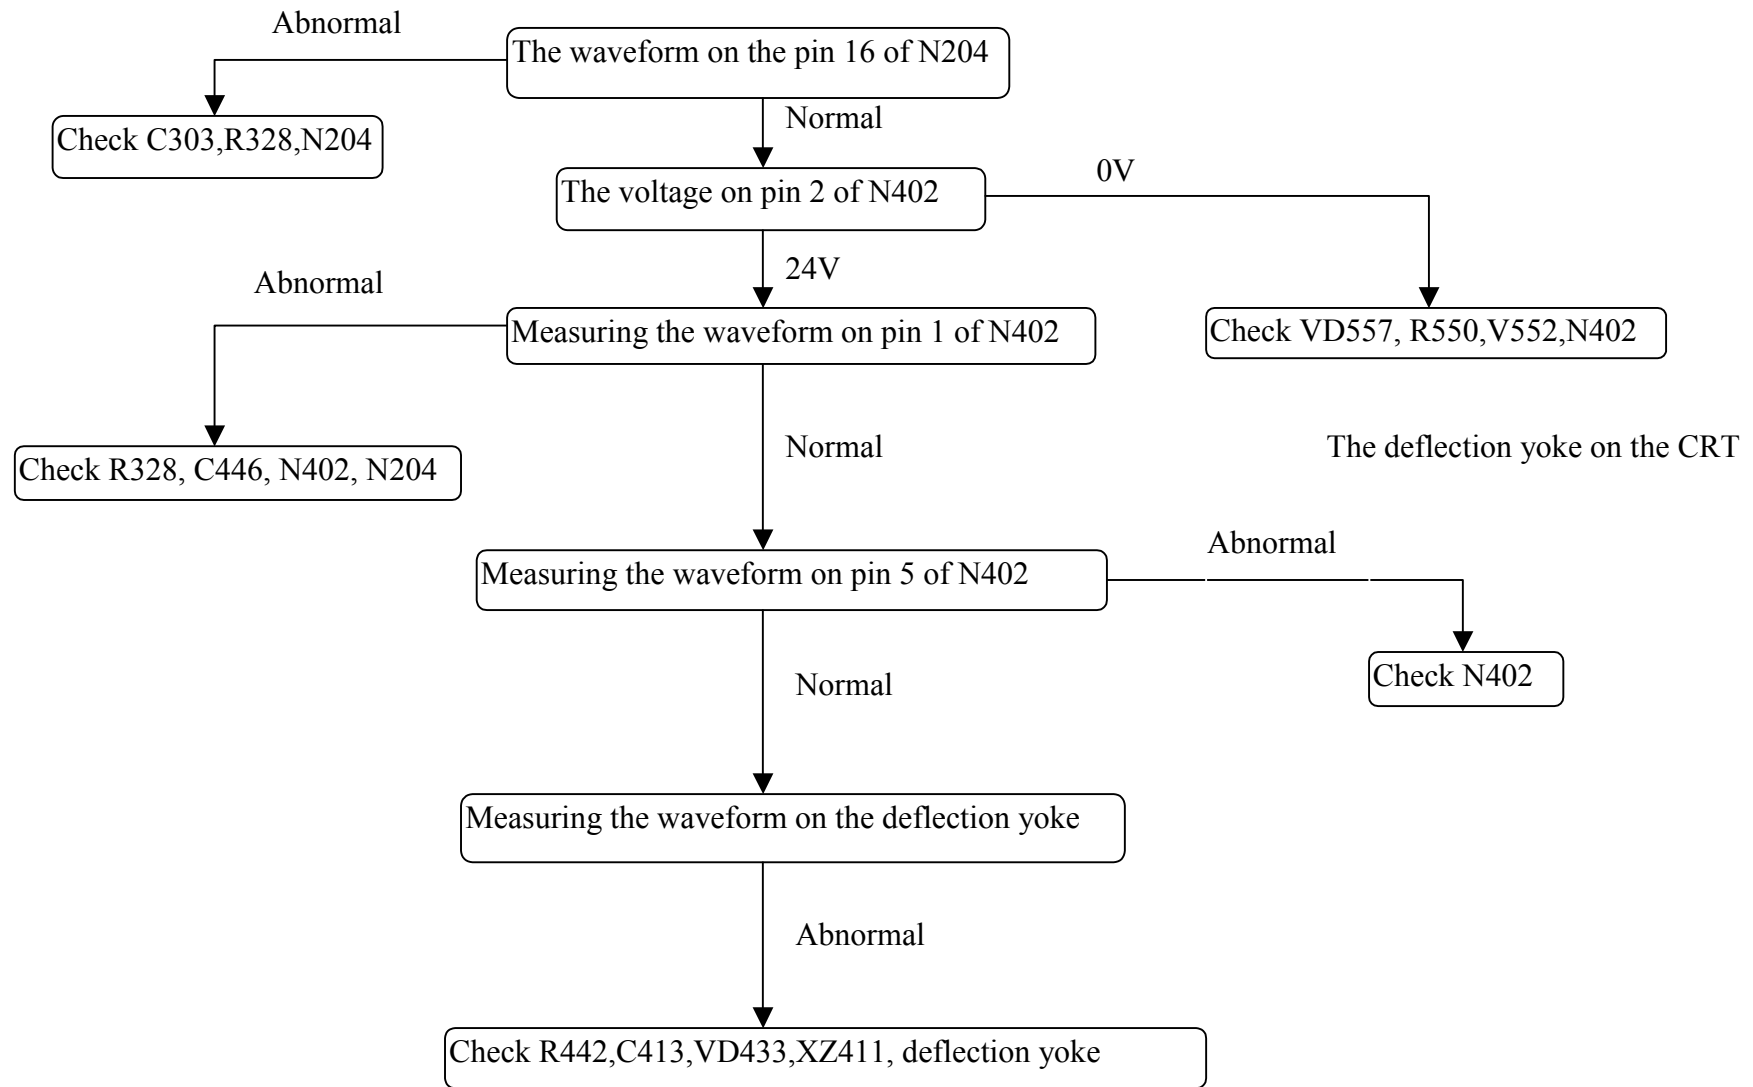 Abnormal
The waveform on the pin 16 of N204
Normal
Check C303,R328,N204
0V
The voltage on pin 2 of N402
24V
Abnormal
Measuring the waveform on pin 1 of N402
Check VD557, R550,V552,N402
Normal
The deflection yoke on the CRT
Check R328, C446, N402, N204
Abnormal
Measuring the waveform on pin 5 of N402
Check N402
Normal
Measuring the waveform on the deflection yoke
Abnormal
Check R442,C413,VD433,XZ411, deflection yoke